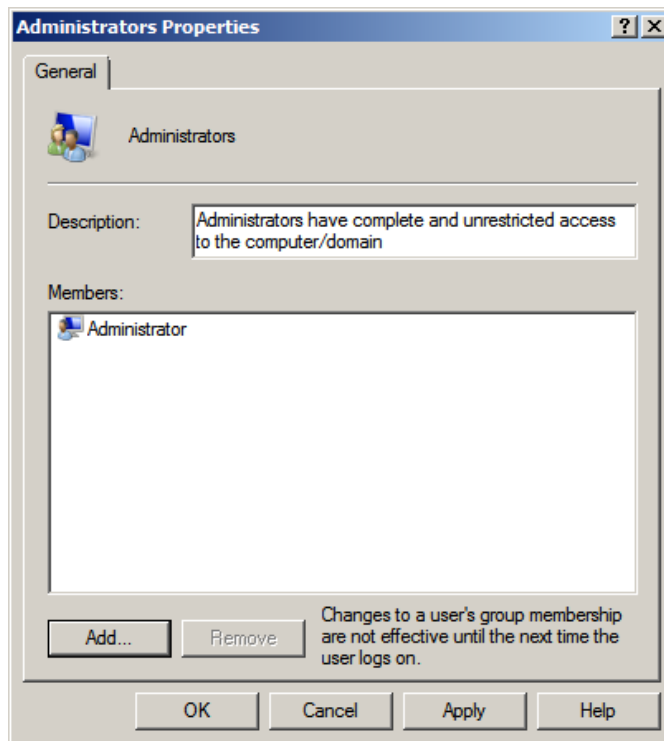 Administrators Properties
General
Administrators
Description:
Administrators have complete and unrestricted access
to the computer/domain
Members:
Administrator
Add...
Remove
Changes to a user's group membership
are not effective until the next time the
user logs on.
OK
Cancel
Apply
Help